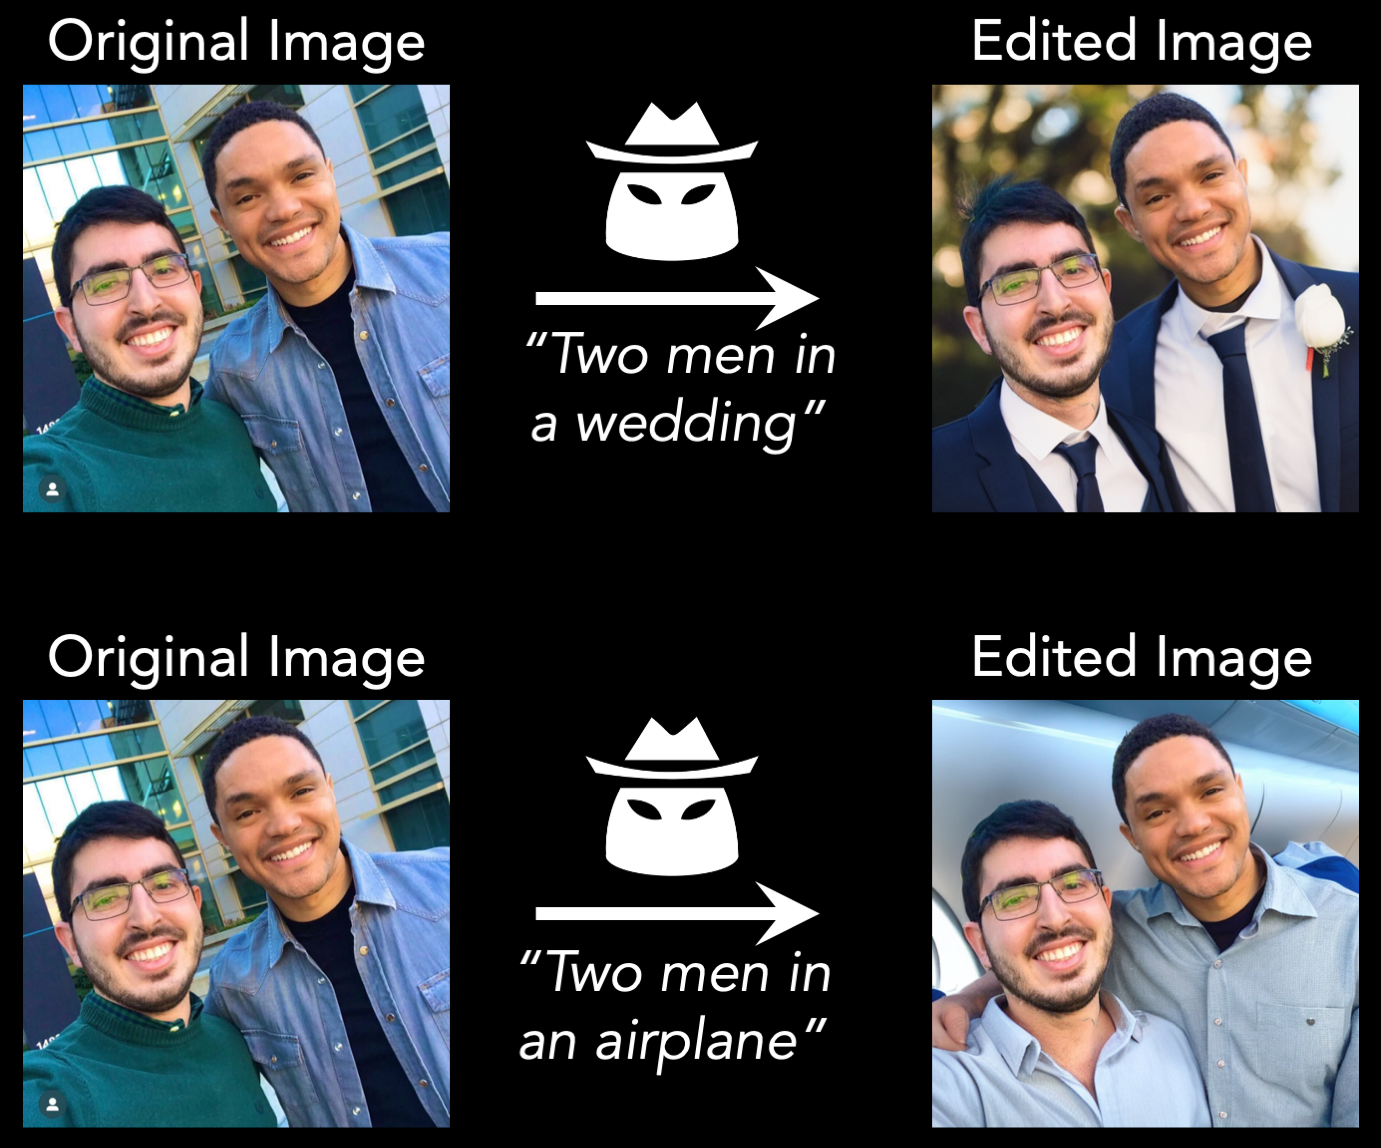 Original Image
Edited Image
“Two men in
a wedding”
Original Image
Edited Image
“Two men in
an airplane”